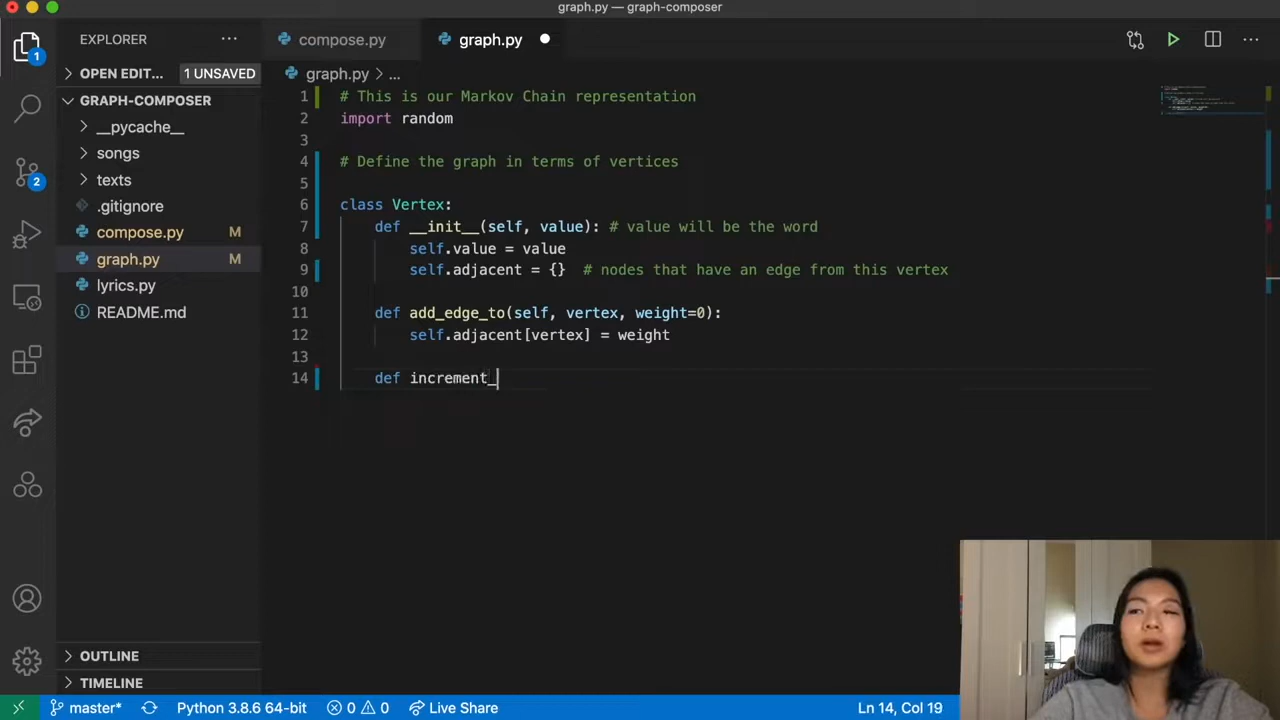 graph.py — graph-composer
EXPLORER
compose.py
graph.py
OPEN EDIT... 1 UNSAVED
graph.py > ...
GRAPH-COMPOSER
__pycache__
songs
texts
.gitignore
compose.py M
graph.py M
lyrics.py
README.md
1
2
1 # This is our Markov Chain representation
2 import random
3
4 # Define the graph in terms of vertices
5
6 class Vertex:
7 def __init__(self, value): # value will be the word
8 self.value = value
9 self.adjacent = {}  # nodes that have an edge from this vertex
10
11 def add_edge_to(self, vertex, weight=0):
12 self.adjacent[vertex] = weight
13
14 def increment_
OUTLINE
TIMELINE
master* Python 3.8.6 64-bit 0 0 Live Share Ln 14, Col 19